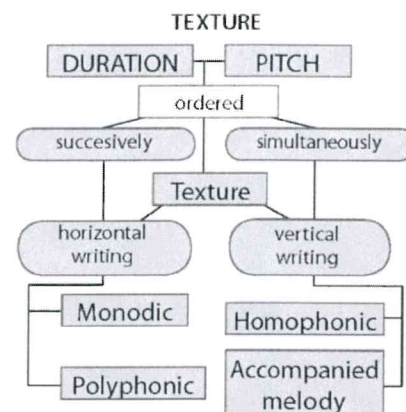 TEXTURE
DURATION
PITCH
ordered
succesively
simultaneously
Texture
horizontal
writing
vertical
writing
Monodic
Homophonic
Polyphonic
Accompanied
melody